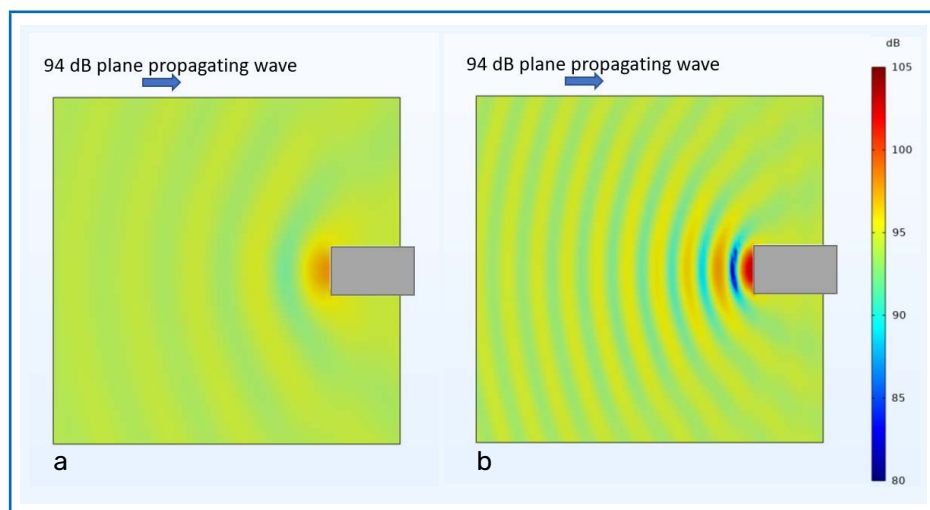 94 dB plane propagating wave
94 dB plane propagating wave
dB
105
100
95
90
85
80
a
b